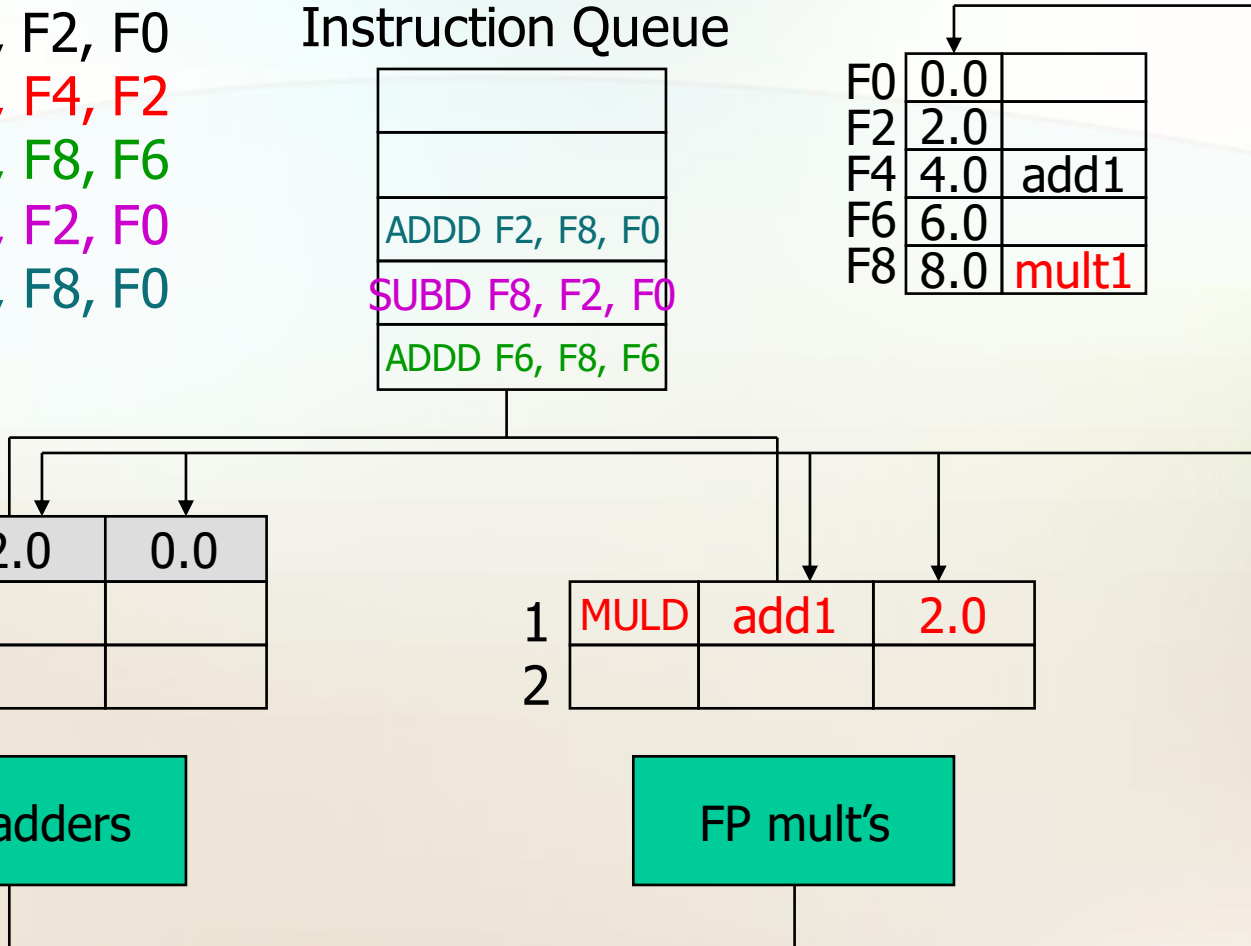 , F2, F0
, F4, F2
, F8, F6
, F2, F0
, F8, F0
Instruction Queue
ADDD F2, F8, F0
SUBD F8, F2, F0
ADDD F6, F8, F6
F0 0.0
F2 2.0
F4 4.0 add1
F6 6.0
F8 8.0 mult1
2.0 0.0
1 MULD add1 2.0
2
adders
FP mult’s